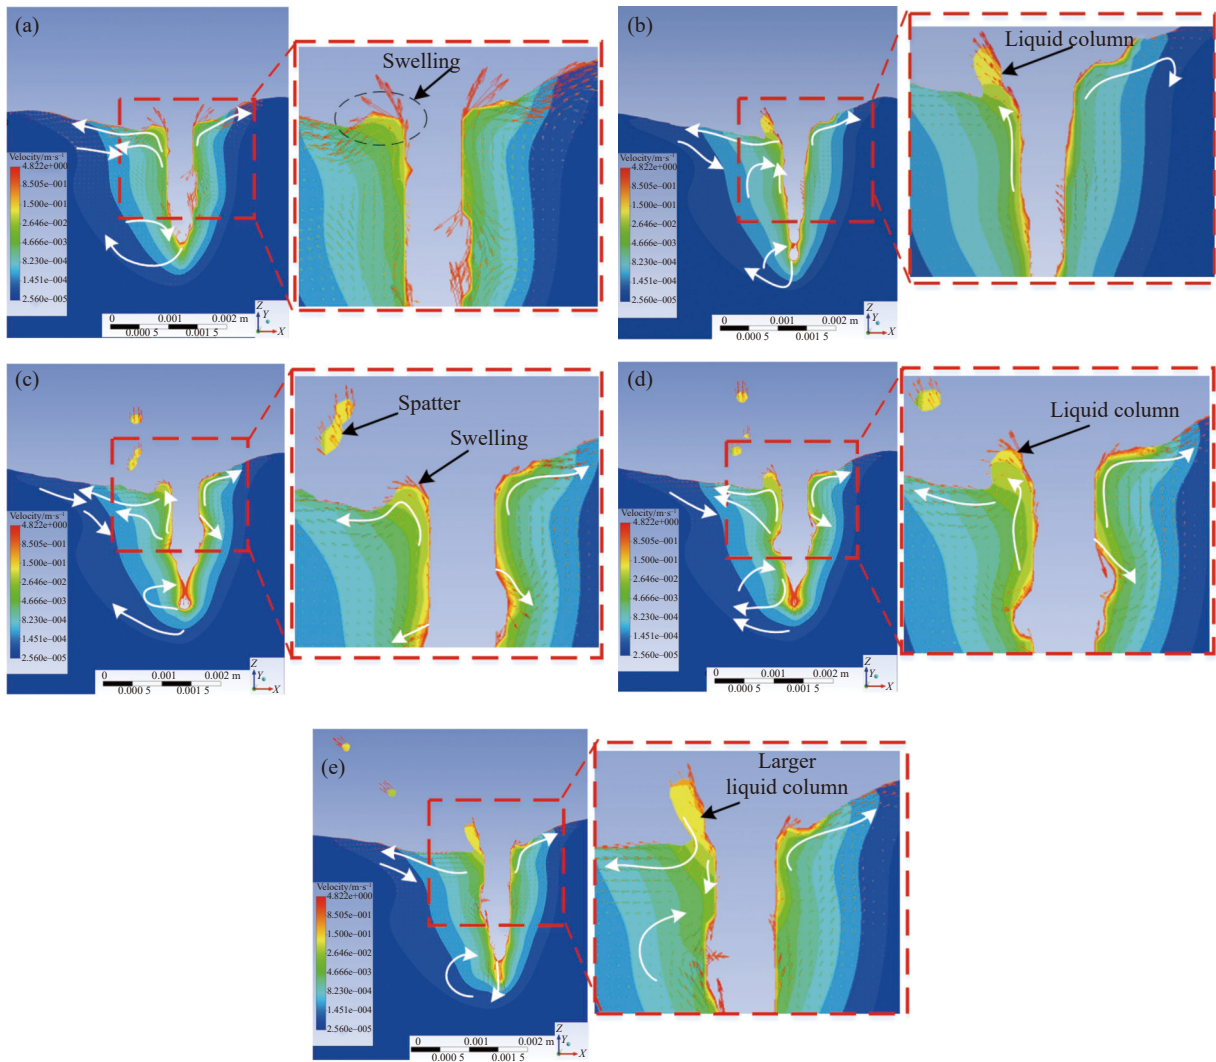 (a)
Swelling
Velocity/m·s⁻¹
4.822e+000
8.505e−001
1.500e−001
2.646e−002
4.666e−003
8.230e−004
1.451e−004
2.560e−005
0.001
0.002 m
0.000 5
0.001 5
Z
Y
X
(b)
Liquid column
Velocity/m·s⁻¹
4.822e+000
8.505e−001
1.500e−001
2.646e−002
4.666e−003
8.230e−004
1.451e−004
2.560e−005
0.001
0.002 m
0.000 5
0.001 5
Z
Y
X
(c)
Spatter
Swelling
Velocity/m·s⁻¹
4.822e+000
8.505e−001
1.500e−001
2.646e−002
4.666e−003
8.230e−004
1.451e−004
2.560e−005
0.001
0.002 m
0.000 5
0.001 5
Z
Y
X
(d)
Liquid column
Velocity/m·s⁻¹
4.822e+000
8.505e−001
1.500e−001
2.646e−002
4.666e−003
8.230e−004
1.451e−004
2.560e−005
0.001
0.002 m
0.000 5
0.001 5
Z
Y
X
(e)
Larger
liquid column
Velocity/m·s⁻¹
4.822e+000
8.505e−001
1.500e−001
2.646e−002
4.666e−003
8.230e−004
1.451e−004
2.560e−005
0.001
0.002 m
0.000 5
0.001 5
Z
Y
X